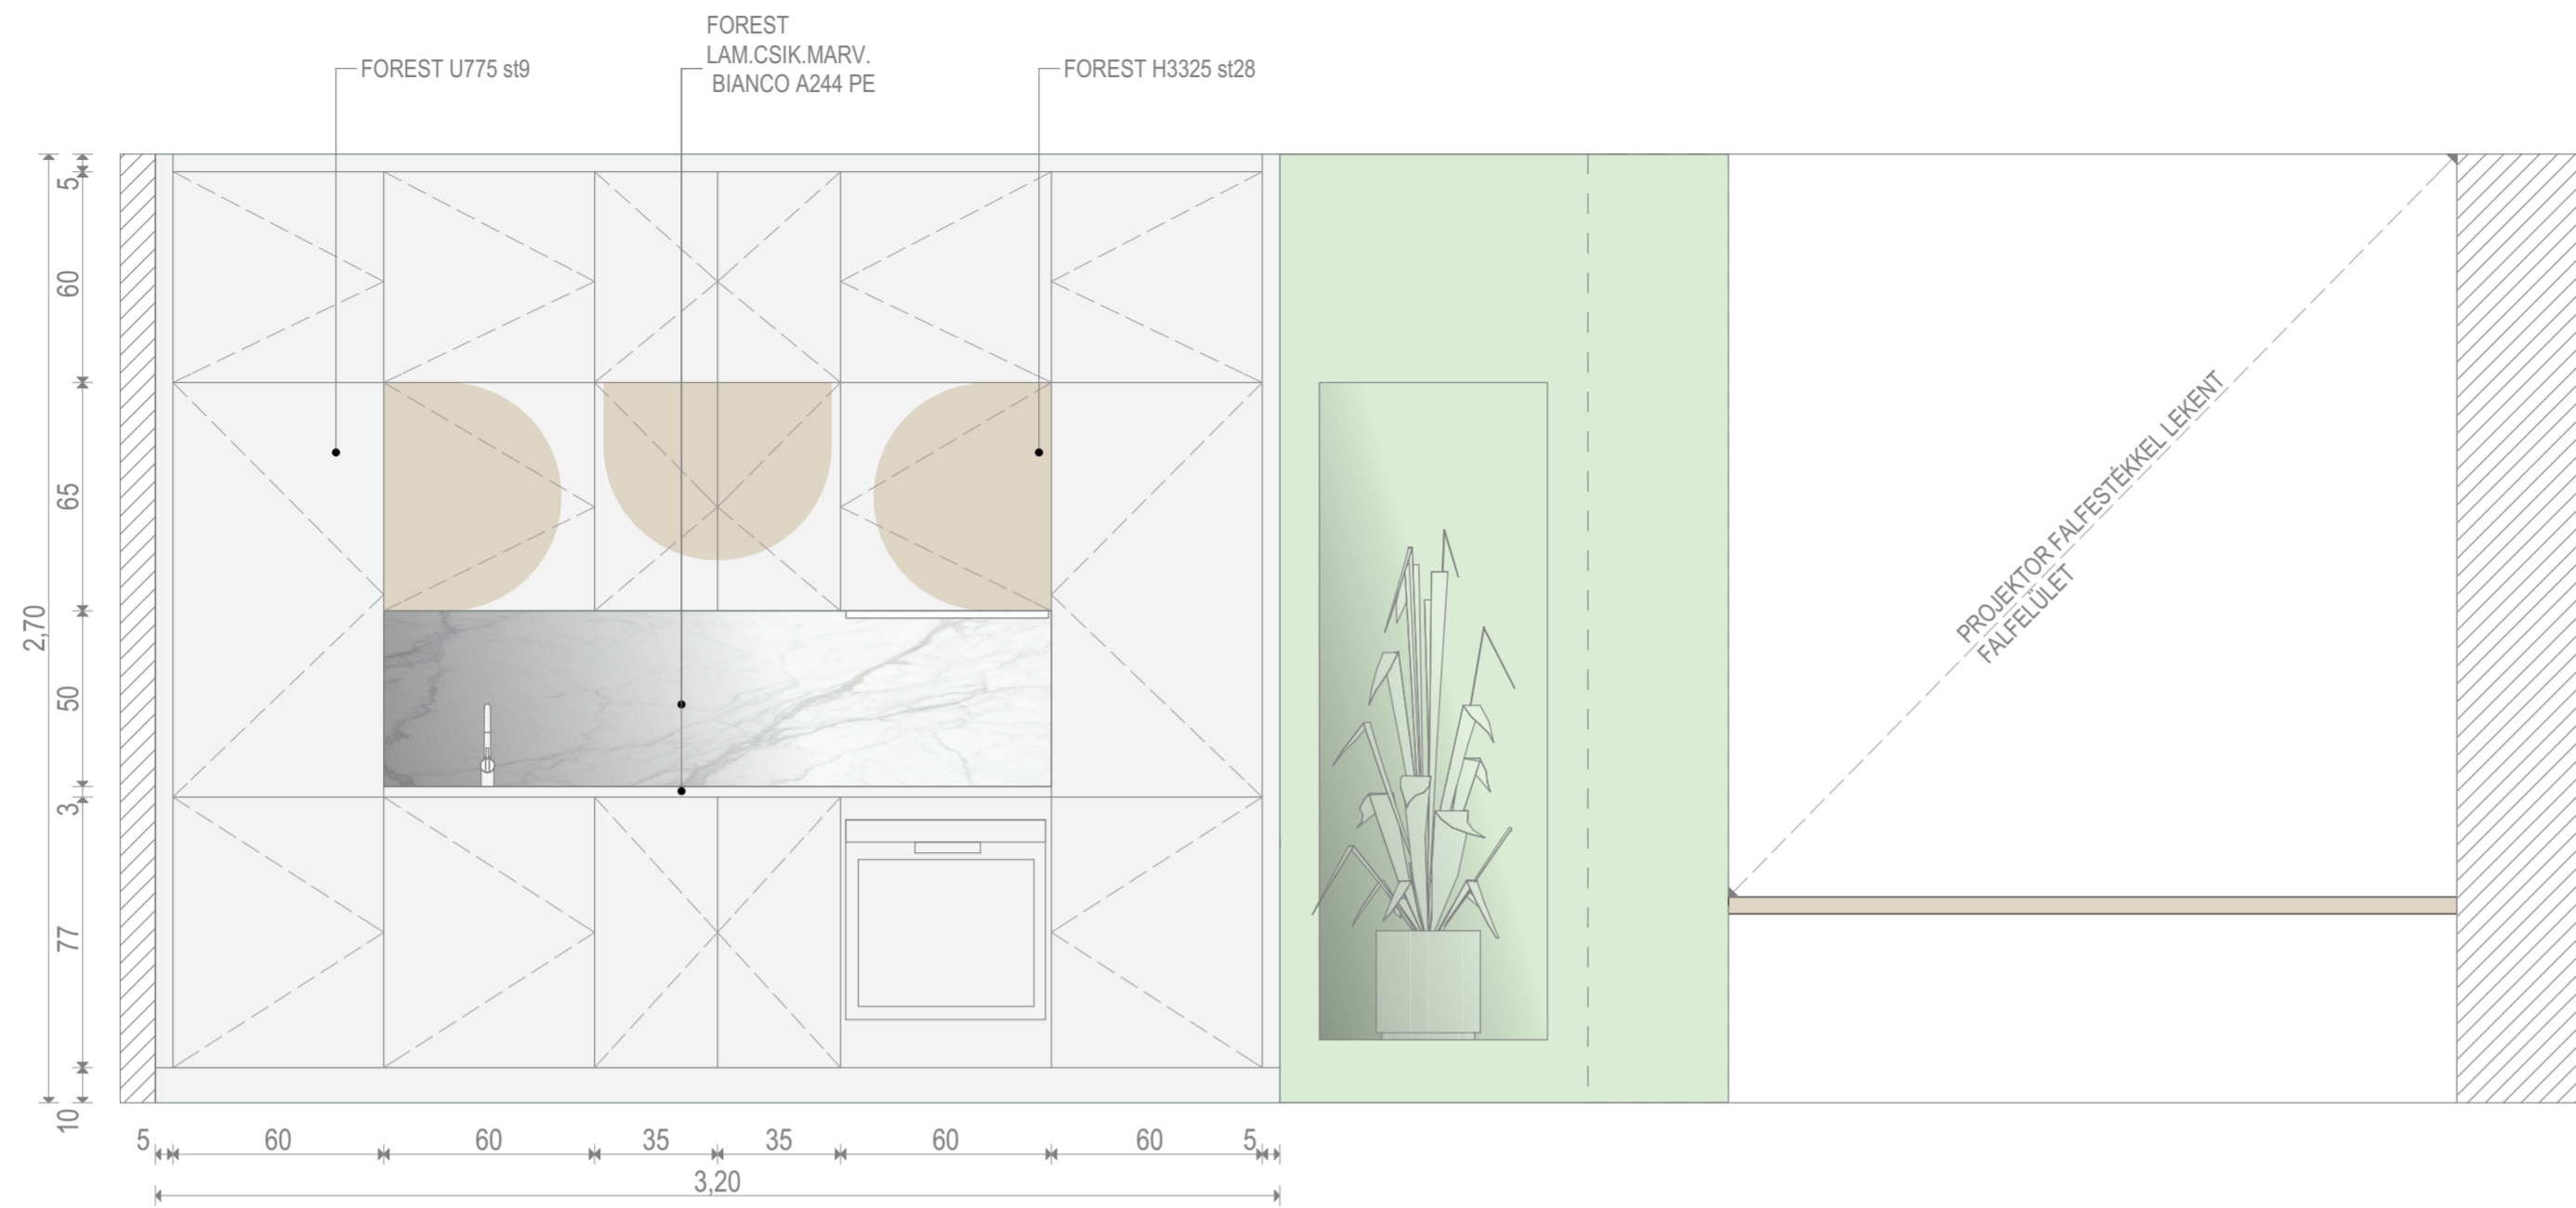 FOREST
LAM.CSIK.MARV.
BIANCO A244 PE
FOREST U775 st9
FOREST H3325 st28
5
60
65
50
3
77
10
2,70
PROJEKTOR FALFESTÉKKEL LEKENT
FALFELÜLET
5
60
60
35
35
60
60
5
3,20